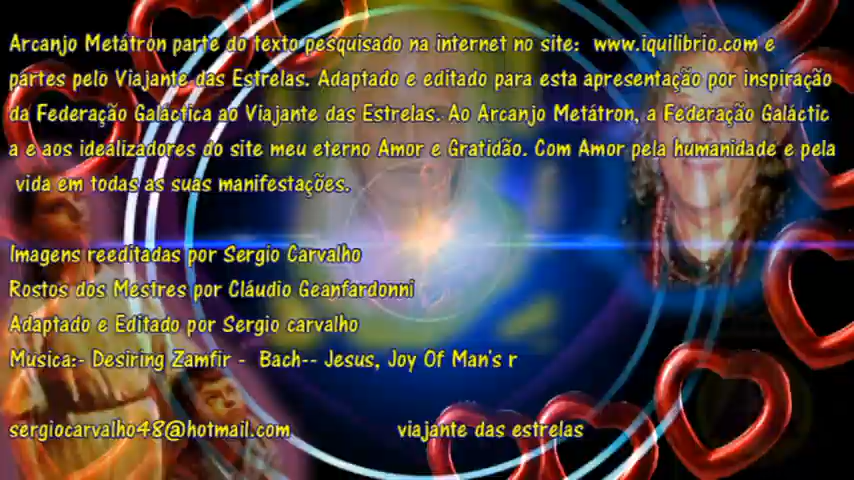 Arcanjo Metátron parte do texto pesquisado na internet no site:  www.iquilibrio.com e
partes pelo Viajante das Estrelas. Adaptado e editado para esta apresentação por inspiração
da Federação Galáctica ao Viajante das Estrelas. Ao Arcanjo Metátron, a Federação Galáctic
a e aos idealizadores do site meu eterno Amor e Gratidão. Com Amor pela humanidade e pela
vida em todas as suas manifestações.
Imagens reeditadas por Sergio Carvalho
Rostos dos Mestres por Cláudio Geanfardonni
Adaptado e Editado por Sergio carvalho
Musica:- Desiring Zamfir -  Bach-- Jesus, Joy Of Man's r
sergiocarvalho48@hotmail.com viajante das estrelas